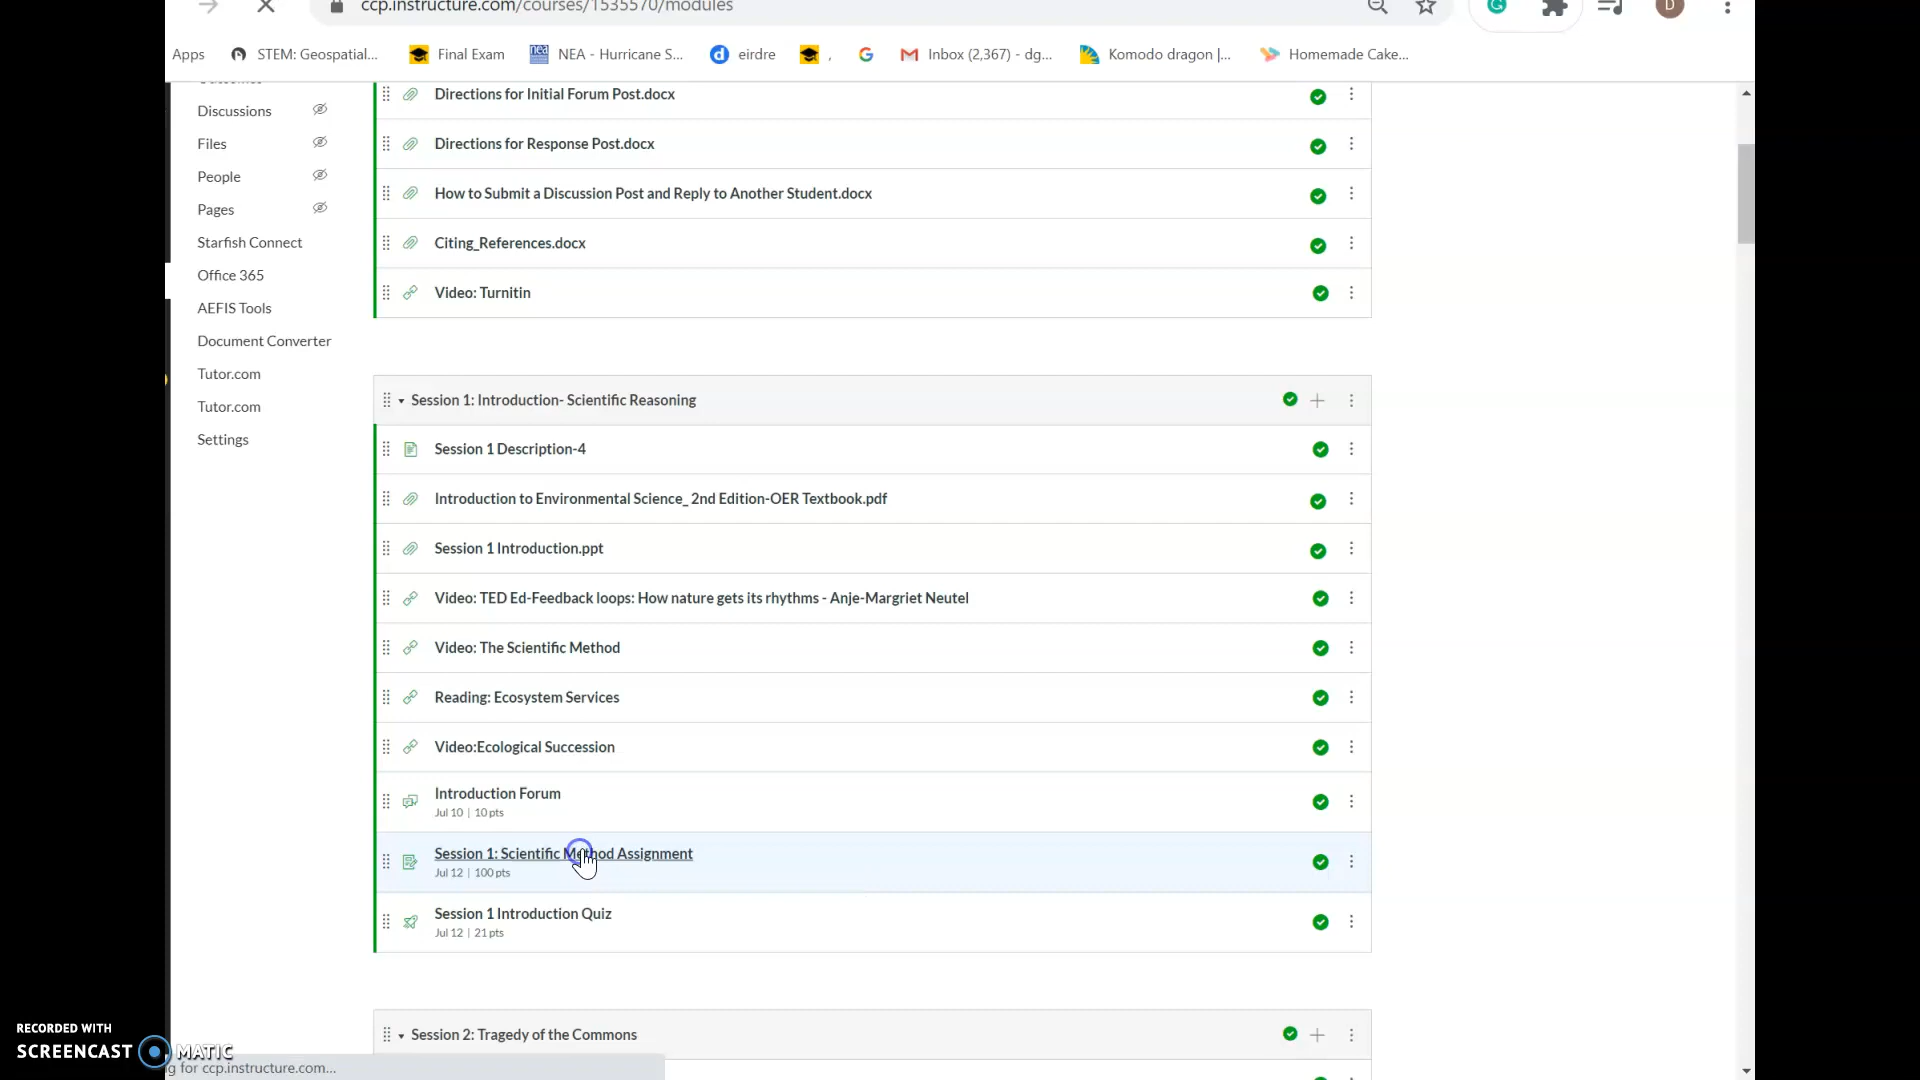 ccp.instructure.com/courses/1535570/modules
D
Apps
STEM: Geospatial...
Final Exam
nea
NEA - Hurricane S...
d
eirdre
,
G
Inbox (2,367) - dg...
Komodo dragon |...
Homemade Cake...
Discussions
Files
People
Pages
Starfish Connect
Office 365
AEFIS Tools
Document Converter
Tutor.com
Tutor.com
Settings
Directions for Initial Forum Post.docx
Directions for Response Post.docx
How to Submit a Discussion Post and Reply to Another Student.docx
Citing_References.docx
Video: Turnitin
Session 1: Introduction- Scientific Reasoning
Session 1 Description-4
Introduction to Environmental Science_ 2nd Edition-OER Textbook.pdf
Session 1 Introduction.ppt
Video: TED Ed-Feedback loops: How nature gets its rhythms - Anje-Margriet Neutel
Video: The Scientific Method
Reading: Ecosystem Services
Video:Ecological Succession
Introduction Forum
Jul 10 | 10 pts
Session 1: Scientific Method Assignment
Jul 12 | 100 pts
Session 1 Introduction Quiz
Jul 12 | 21 pts
Session 2: Tragedy of the Commons
RECORDED WITH
SCREENCAST MATIC
g for ccp.instructure.com...